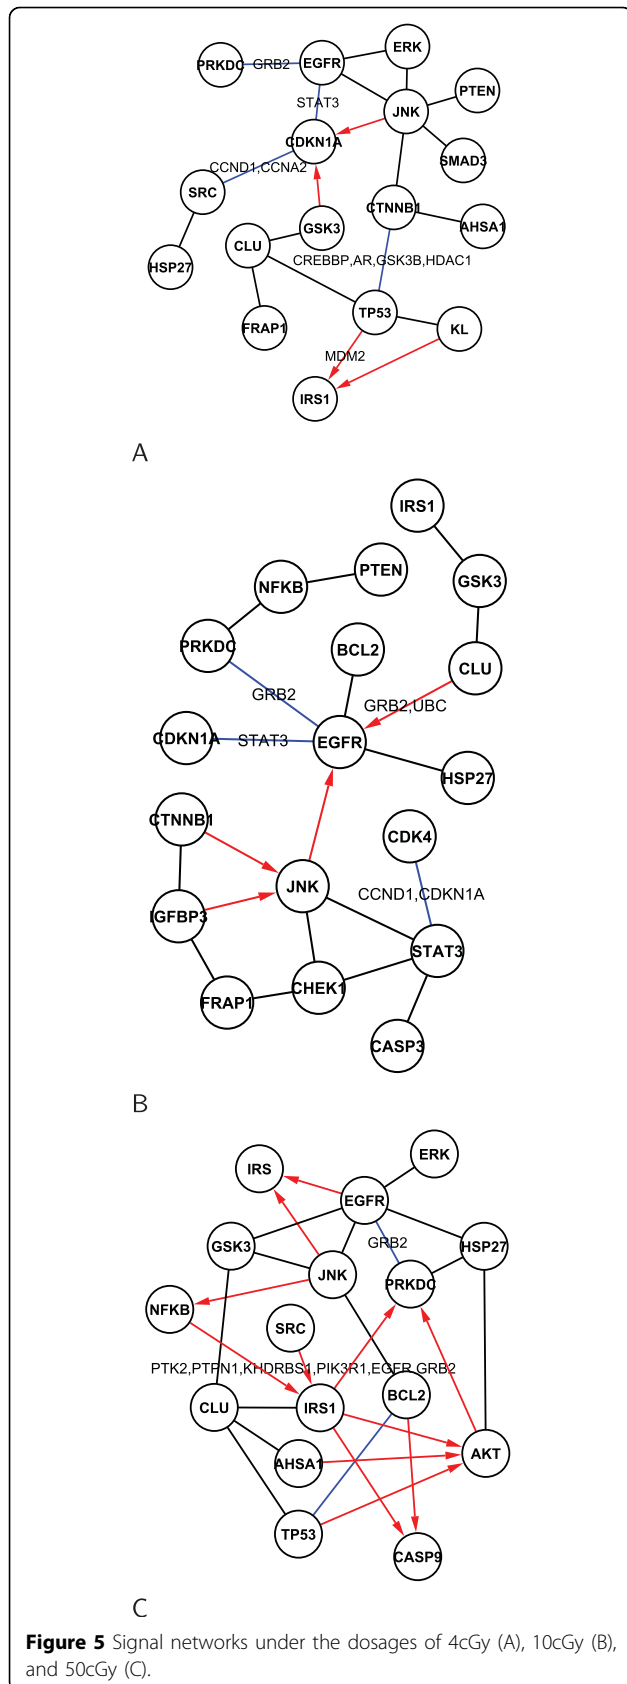 ERK
EGFR
PRKDC
GRB2
PTEN
STAT3
JNK
CDKN1A
SMAD3
CCND1,CCNA2
SRC
CTNNB1
GSK3
AHSA1
CLU
CREBBP,AR,GSK3B,HDAC1
HSP27
TP53
FRAP1
KL
MDM2
IRS1
A
IRS1
PTEN
GSK3
NFKB
PRKDC
BCL2
CLU
GRB2
GRB2,UBC
CDKN1A
STAT3
EGFR
HSP27
CTNNB1
CDK4
JNK
CCND1,CDKN1A
IGFBP3
STAT3
CHEK1
FRAP1
CASP3
B
ERK
IRS
EGFR
GSK3
GRB2
HSP27
JNK
PRKDC
NFKB
SRC
PTK2,PTPN1,KHDRBS1,PIK3R1,EGFR,GRB2
BCL2
CLU
IRS1
AKT
AHSA1
TP53
CASP9
C
Figure 5 Signal networks under the dosages of 4cGy (A), 10cGy (B),
and 50cGy (C).